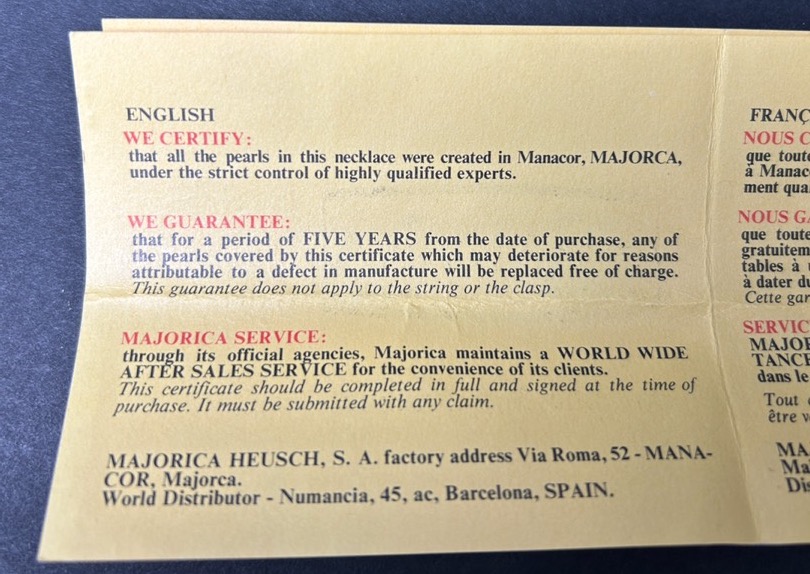 ENGLISH
WE CERTIFY:
that all the pearls in this necklace were created in Manacor, MAJORCA,
under the strict control of highly qualified experts.
WE GUARANTEE:
that for a period of FIVE YEARS from the date of purchase, any of
the pearls covered by this certificate which may deteriorate for reasons
attributable to a defect in manufacture will be replaced free of charge.
This guarantee does not apply to the string or the clasp.
MAJORICA SERVICE:
through its official agencies, Majorica maintains a WORLD WIDE
AFTER SALES SERVICE for the convenience of its clients.
This certificate should be completed in full and signed at the time of
purchase. It must be submitted with any claim.
MAJORICA HEUSCH, S. A. factory address Via Roma, 52 - MANA-
COR, Majorca.
World Distributor - Numancia, 45, ac, Barcelona, SPAIN.
NOUS
que
à
ment
NOUS
que
gratuitem
tables à
à dater
Cette
dans le
Tout
être